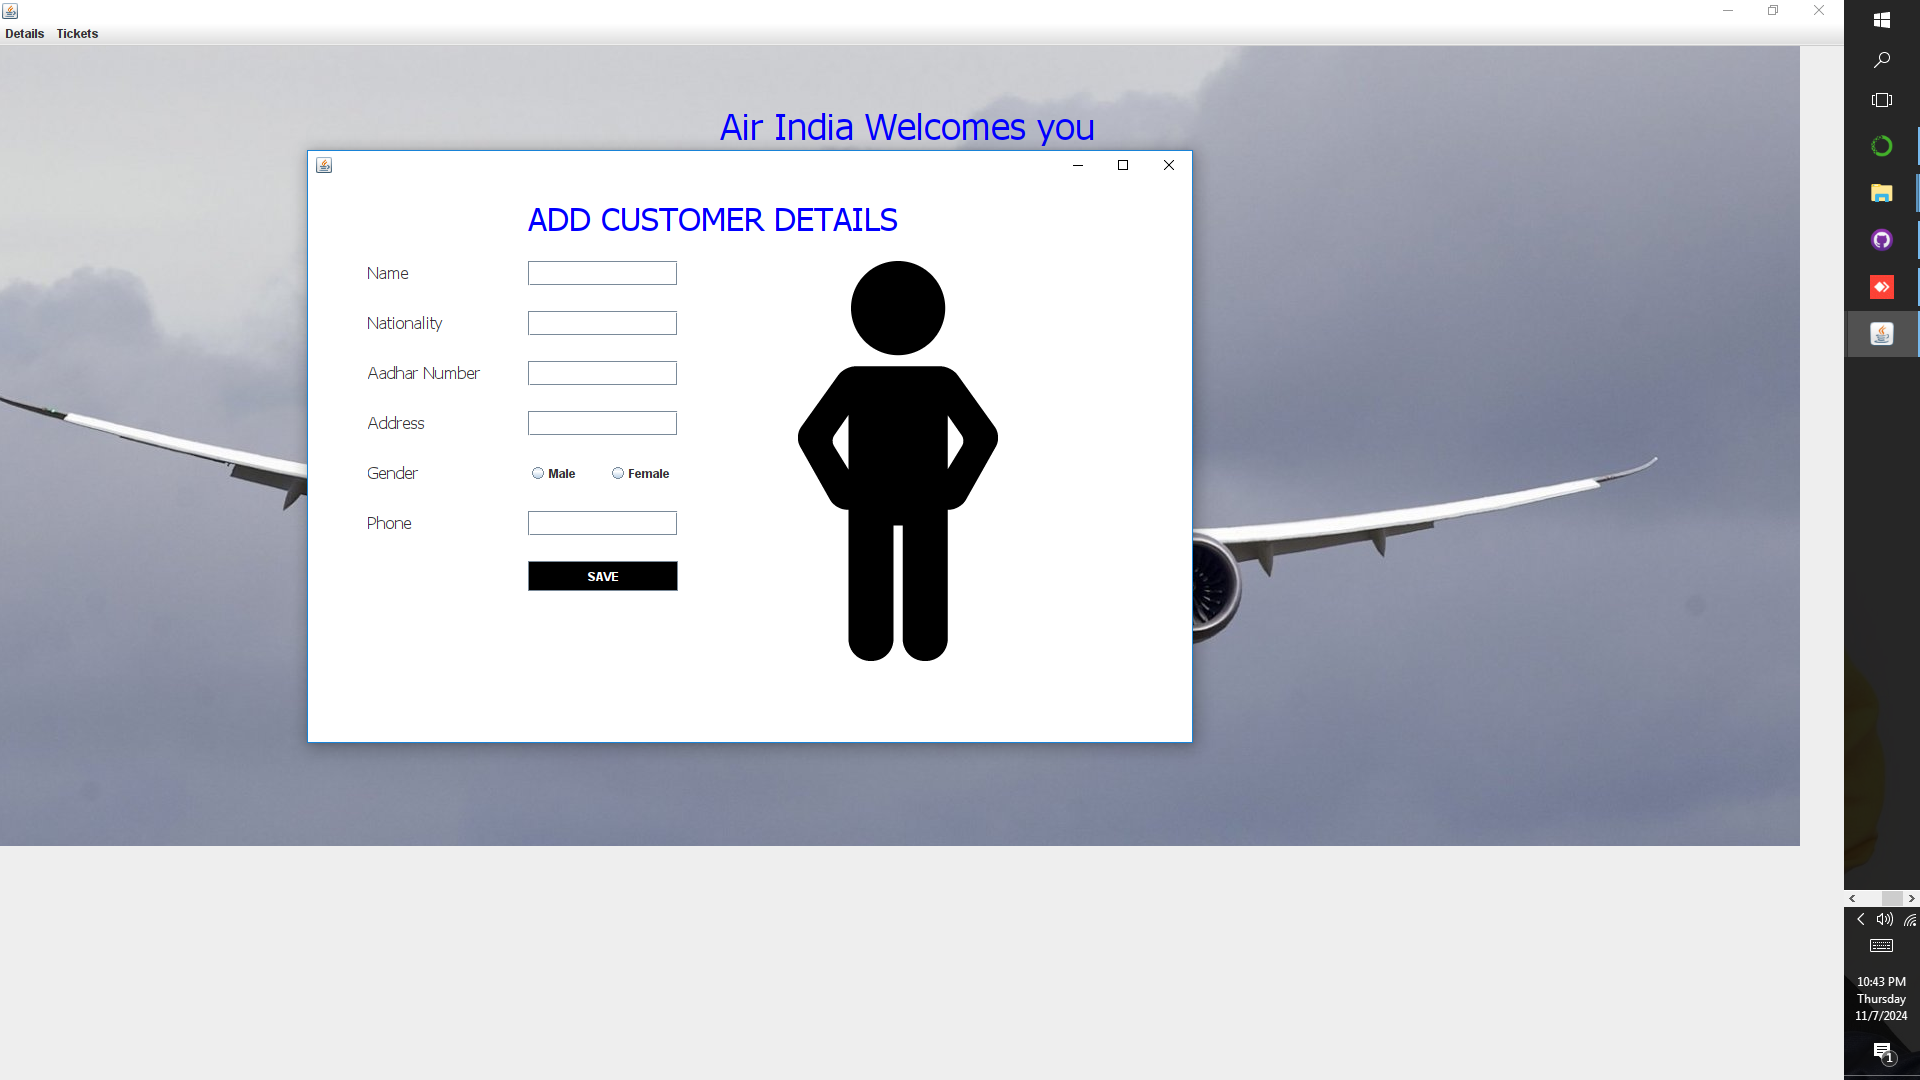 Details Tickets
Air India Welcomes you
ADD CUSTOMER DETAILS
Name
Nationality
Aadhar Number
Address
Gender Male Female
Phone
SAVE
10:43 PM
Thursday
11/7/2024
1